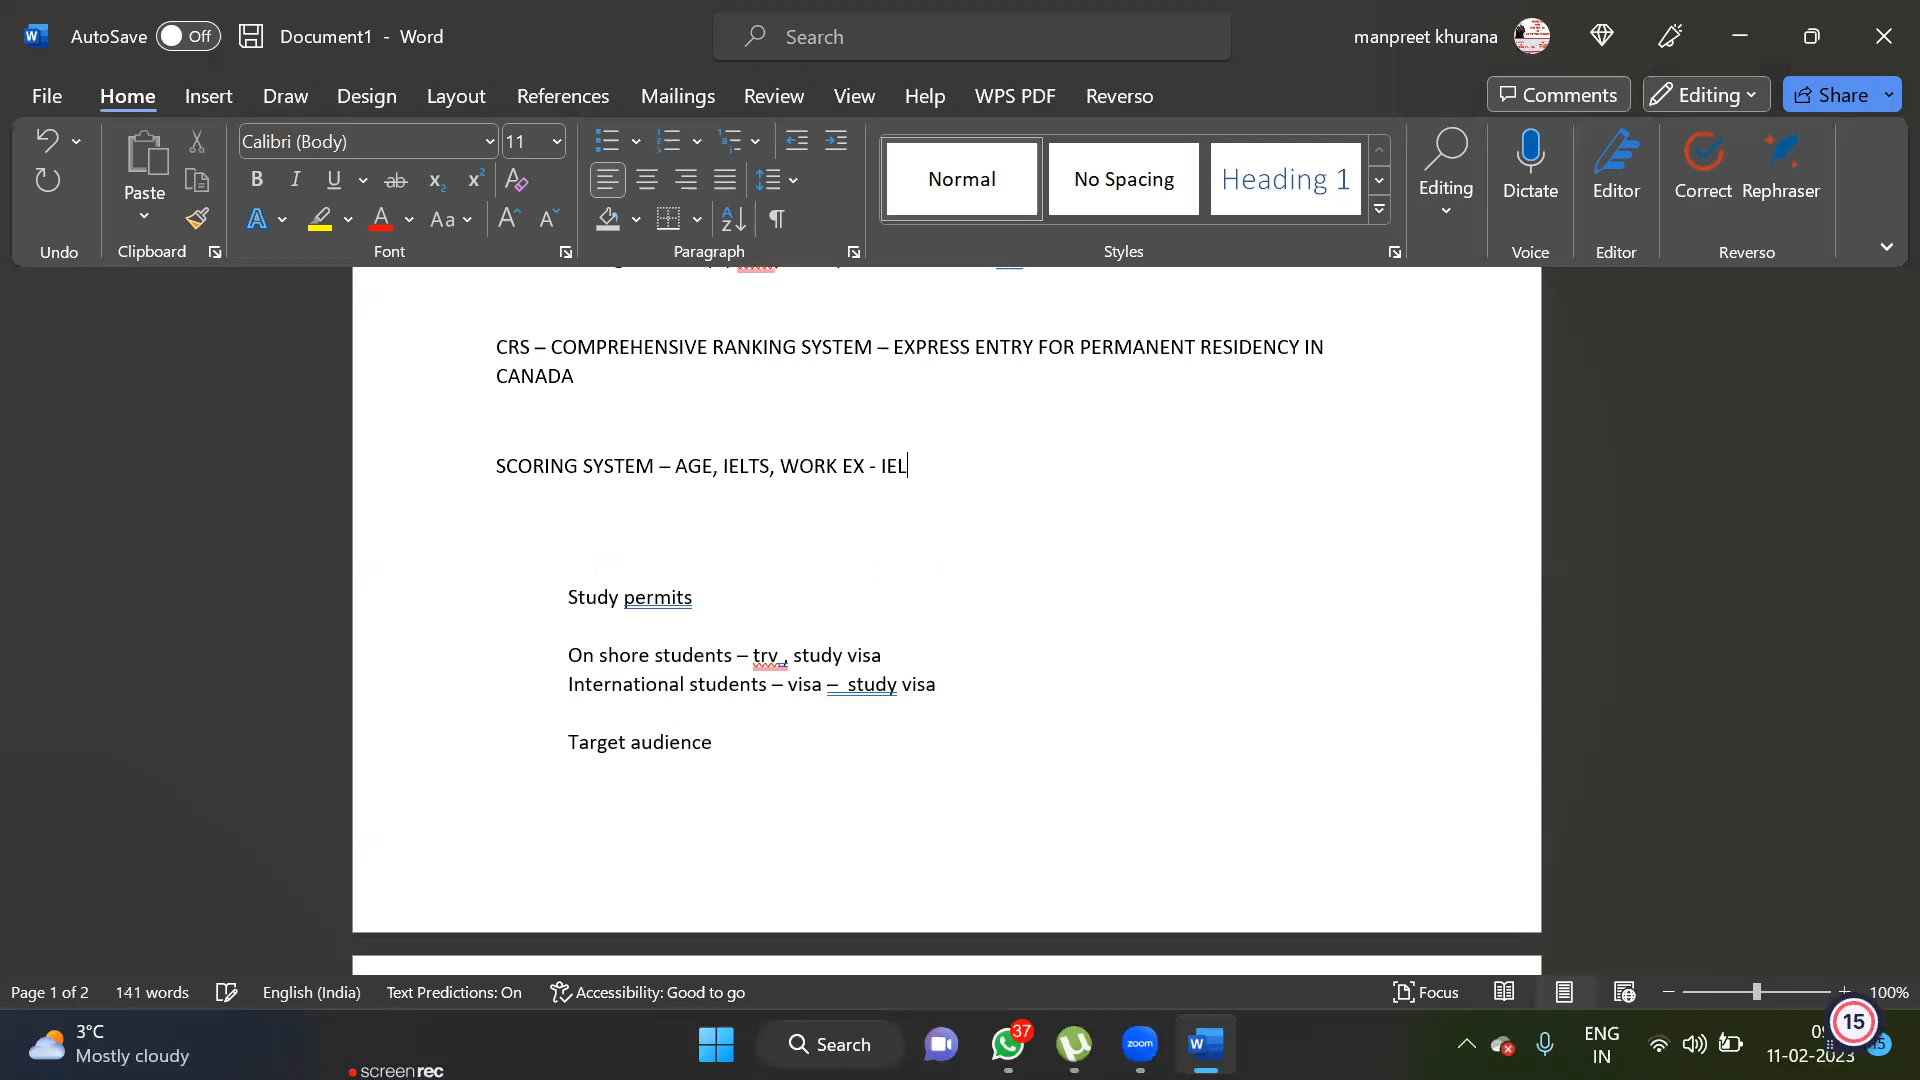 AutoSave Off Document1 - Word Search manpreet khurana
File Home Insert Draw Design Layout References Mailings Review View Help WPS PDF Reverso Comments Editing Share
Calibri (Body) 11
Paste
Normal No Spacing Heading 1
Editing Dictate Editor Correct Rephraser
Undo Clipboard Font Paragraph Styles Voice Editor Reverso
CRS – COMPREHENSIVE RANKING SYSTEM – EXPRESS ENTRY FOR PERMANENT RESIDENCY IN
CANADA
SCORING SYSTEM – AGE, IELTS, WORK EX - IEL
Study permits
On shore students – trv , study visa
International students – visa – study visa
Target audience
Page 1 of 2 141 words English (India) Text Predictions: On Accessibility: Good to go Focus 100%
3°C
Mostly cloudy
Search
37
zoom
ENG
IN
11-02-2023
15
screenrec